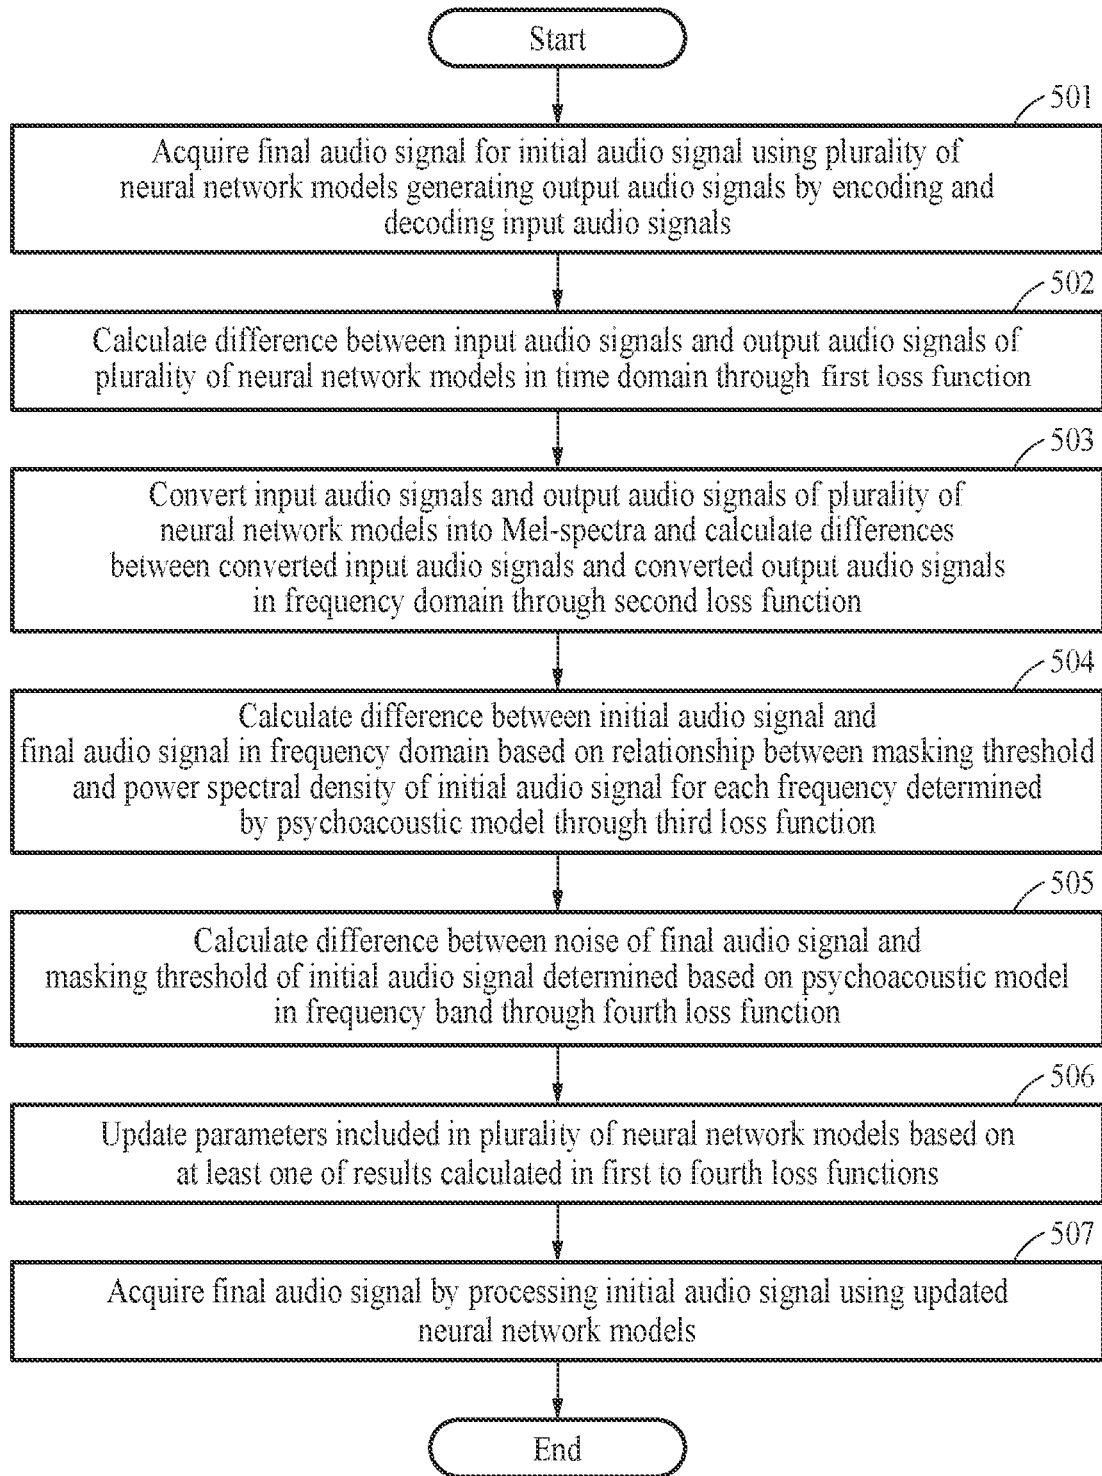 Start
501
Acquire final audio signal for initial audio signal using plurality of
neural network models generating output audio signals by encoding and
decoding input audio signals
502
Calculate difference between input audio signals and output audio signals of
plurality of neural network models in time domain through first loss function
503
Convert input audio signals and output audio signals of plurality of
neural network models into Mel-spectra and calculate differences
between converted input audio signals and converted output audio signals
in frequency domain through second loss function
504
Calculate difference between initial audio signal and
final audio signal in frequency domain based on relationship between masking threshold
and power spectral density of initial audio signal for each frequency determined
by psychoacoustic model through third loss function
505
Calculate difference between noise of final audio signal and
masking threshold of initial audio signal determined based on psychoacoustic model
in frequency band through fourth loss function
506
Update parameters included in plurality of neural network models based on
at least one of results calculated in first to fourth loss functions
507
Acquire final audio signal by processing initial audio signal using updated
neural network models
End